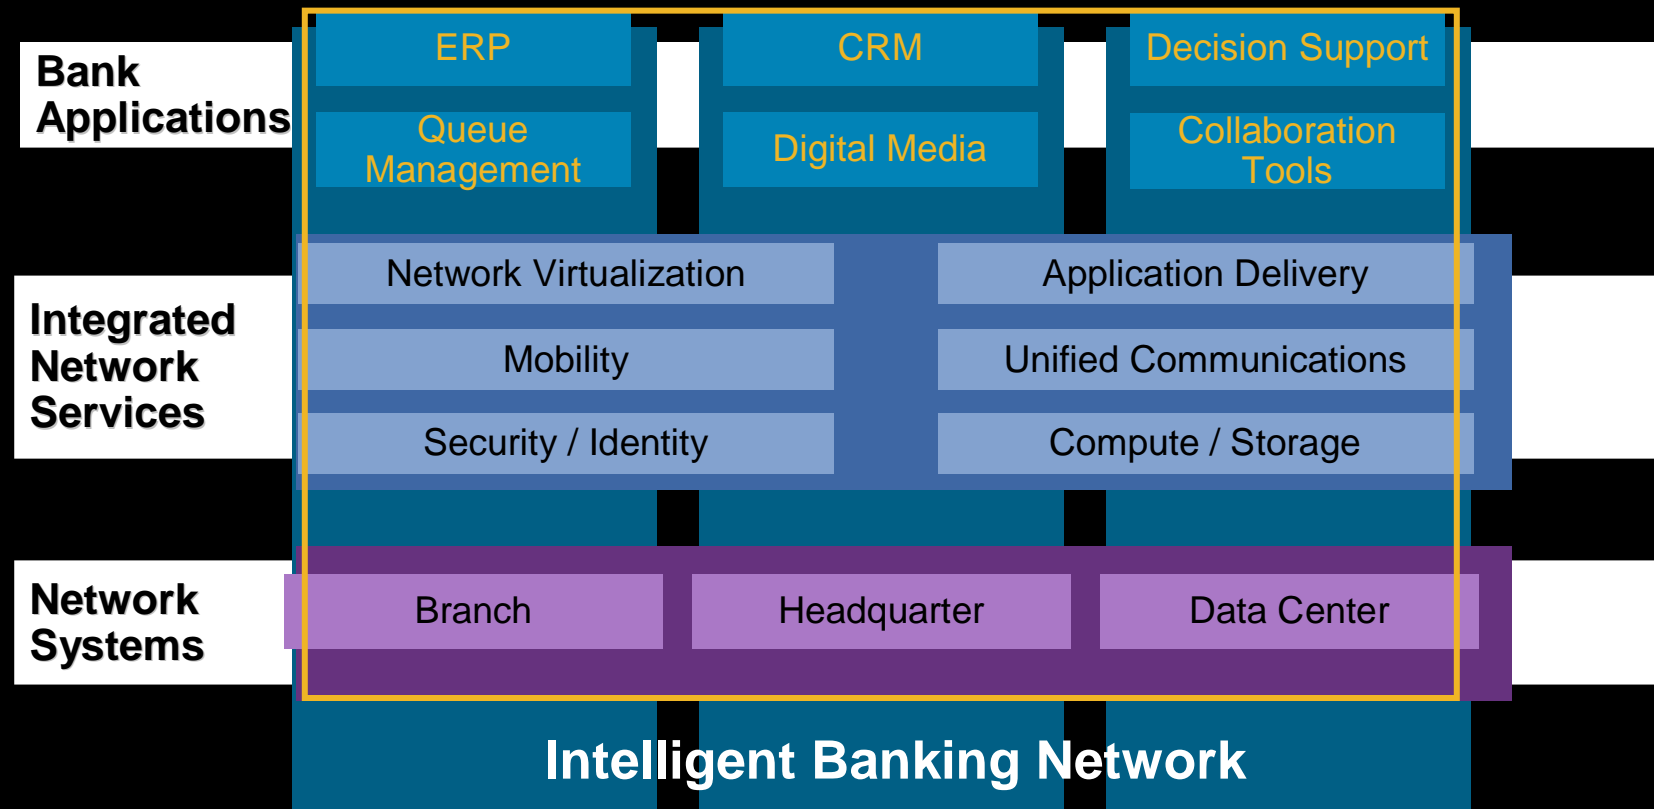 Bank
Applications
ERP
CRM
Decision Support
Queue
Management
Digital Media
Collaboration
Tools
Integrated
Network
Services
Network Virtualization
Application Delivery
Mobility
Unified Communications
Security / Identity
Compute / Storage
Network
Systems
Branch
Headquarter
Data Center
Intelligent Banking Network